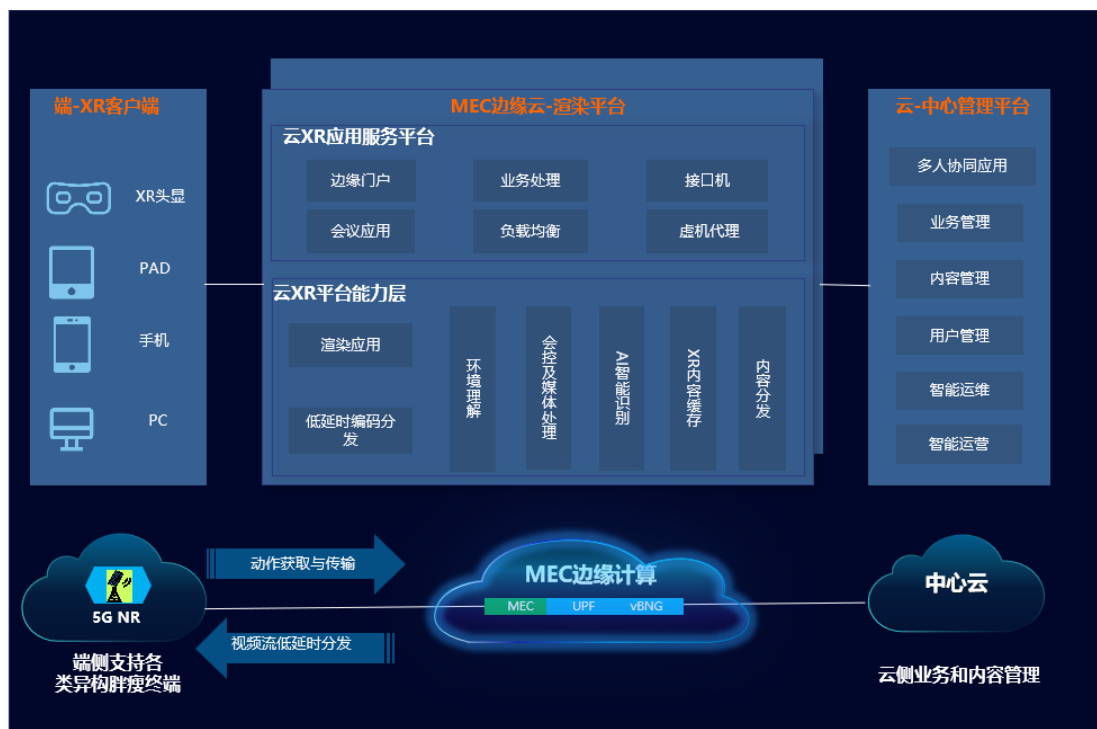 端-XR客户端
XR头显
PAD
手机
PC
MEC边缘云-渲染平台
云XR应用服务平台
边缘门户
业务处理
接口机
会议应用
负载均衡
虚机代理
云XR平台能力层
渲染应用
低延时编码分
发
环境理解
会控及媒体处理
AI智能识别
XR内容缓存
内容分发
云-中心管理平台
多人协同应用
业务管理
内容管理
用户管理
智能运维
智能运营
5G NR
端侧支持各
类异构胖瘦终端
动作获取与传输
视频流低延时分发
MEC边缘计算
MEC UPF vBNG
中心云
云侧业务和内容管理